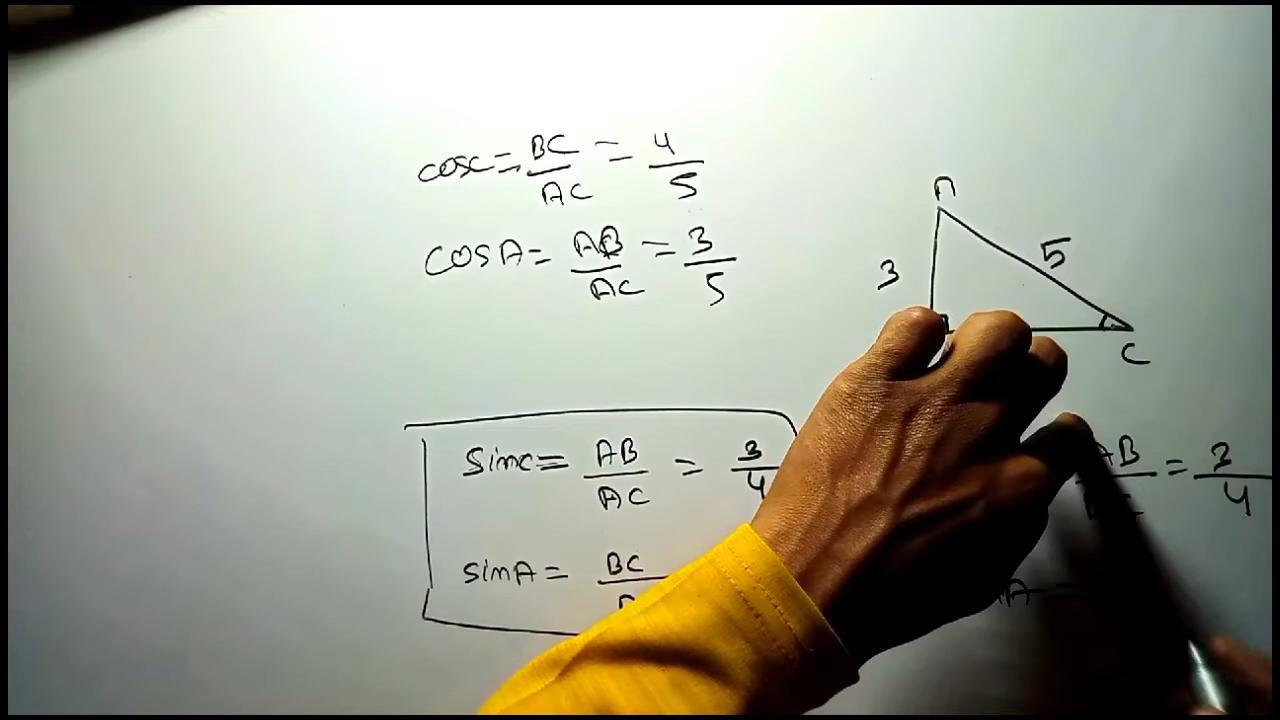 cosc = BC/AC = 4/5
COSA = AB/AC = 3/5
A
3
5
C
Sinc = AB/AC = 3/4
AB = 3/4
sinA = BC
A =